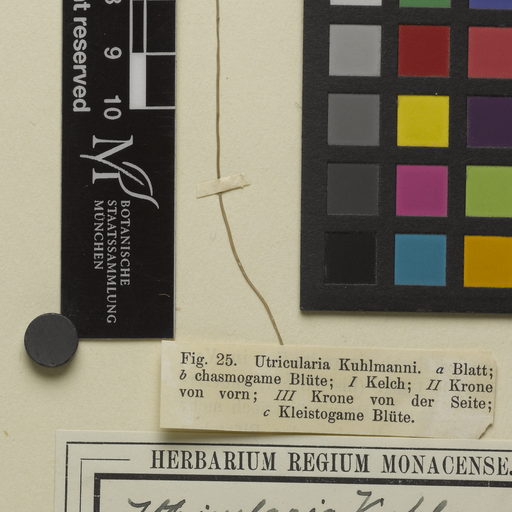 t reserved
8
9
10
M
BOTANISCHE
STAATSSAMMLUNG
MÜNCHEN
Fig. 25. Utricularia Kuhlmanni. a Blatt;
b chasmogame Blüte; I Kelch; II Krone
von vorn; III Krone von der Seite;
c Kleistogame Blüte.
HERBARIUM REGIUM MONACENSE.